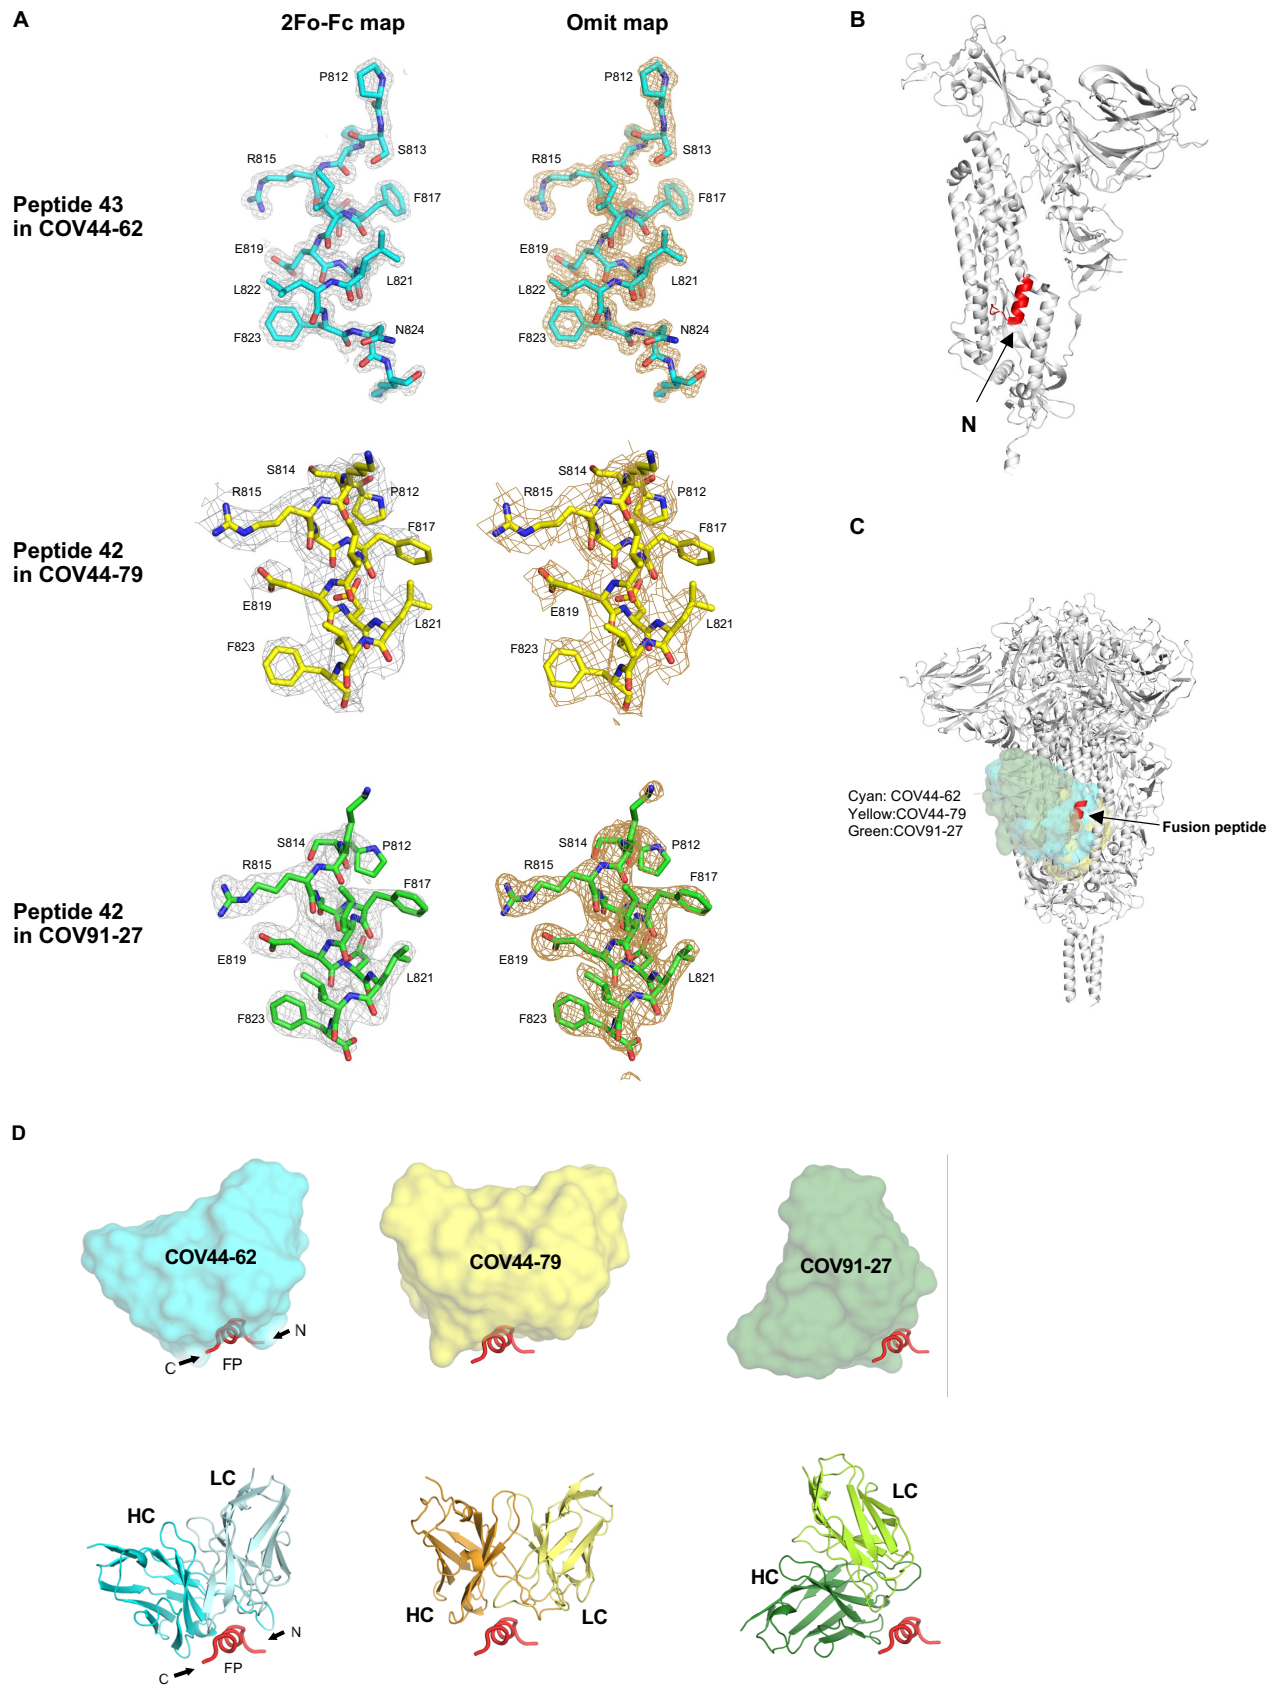 A
2Fo-Fc map
Omit map
P812
P812
S813
S813
R815
R815
F817
F817
Peptide 43
in COV44-62
E819
E819
L822
L821
L822
L821
F823
N824
F823
N824
S814
S814
R815
P812
R815
P812
F817
F817
Peptide 42
in COV44-79
E819
L821
E819
L821
F823
F823
S814
P812
S814
P812
R815
R815
F817
F817
Peptide 42
in COV91-27
E819
L821
E819
L821
F823
F823
B
N
C
Cyan: COV44-62
Yellow:COV44-79
Green:COV91-27
Fusion peptide
D
COV44-62
COV44-79
COV91-27
N
C
FP
LC
HC
HC
LC
LC
HC
N
C
FP